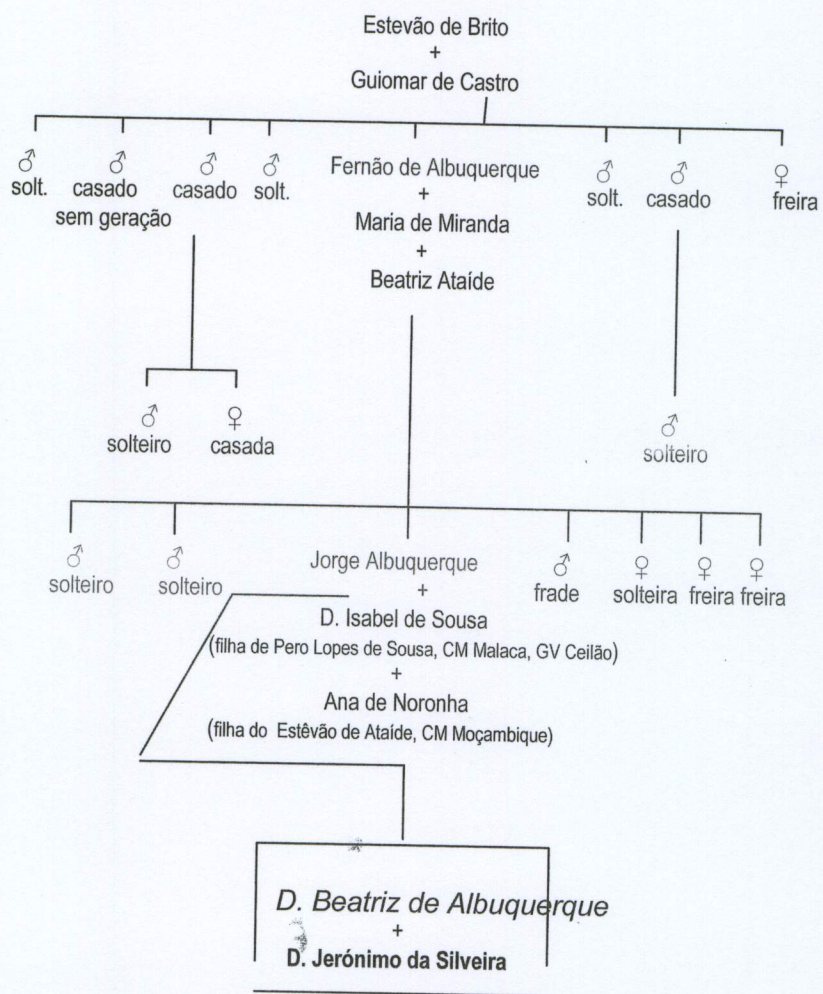 Estevão de Brito
+
Guiomar de Castro
♂ ♂ ♂ ♂ Fernão de Albuquerque ♂ ♂ ♀
solt. casado casado solt. + solt. casado freira
sem geração Maria de Miranda
+
Beatriz Ataíde
♂ ♀
solteiro casada
♂
solteiro
♂ ♂ Jorge Albuquerque ♂ ♀ ♀ ♀
solteiro solteiro + frade solteira freira freira
D. Isabel de Sousa
(filha de Pero Lopes de Sousa, CM Malaca, GV Ceilão)
+
Ana de Noronha
(filha do Estêvão de Ataíde, CM Moçambique)
D. Beatriz de Albuquerque
+
D. Jerónimo da Silveira